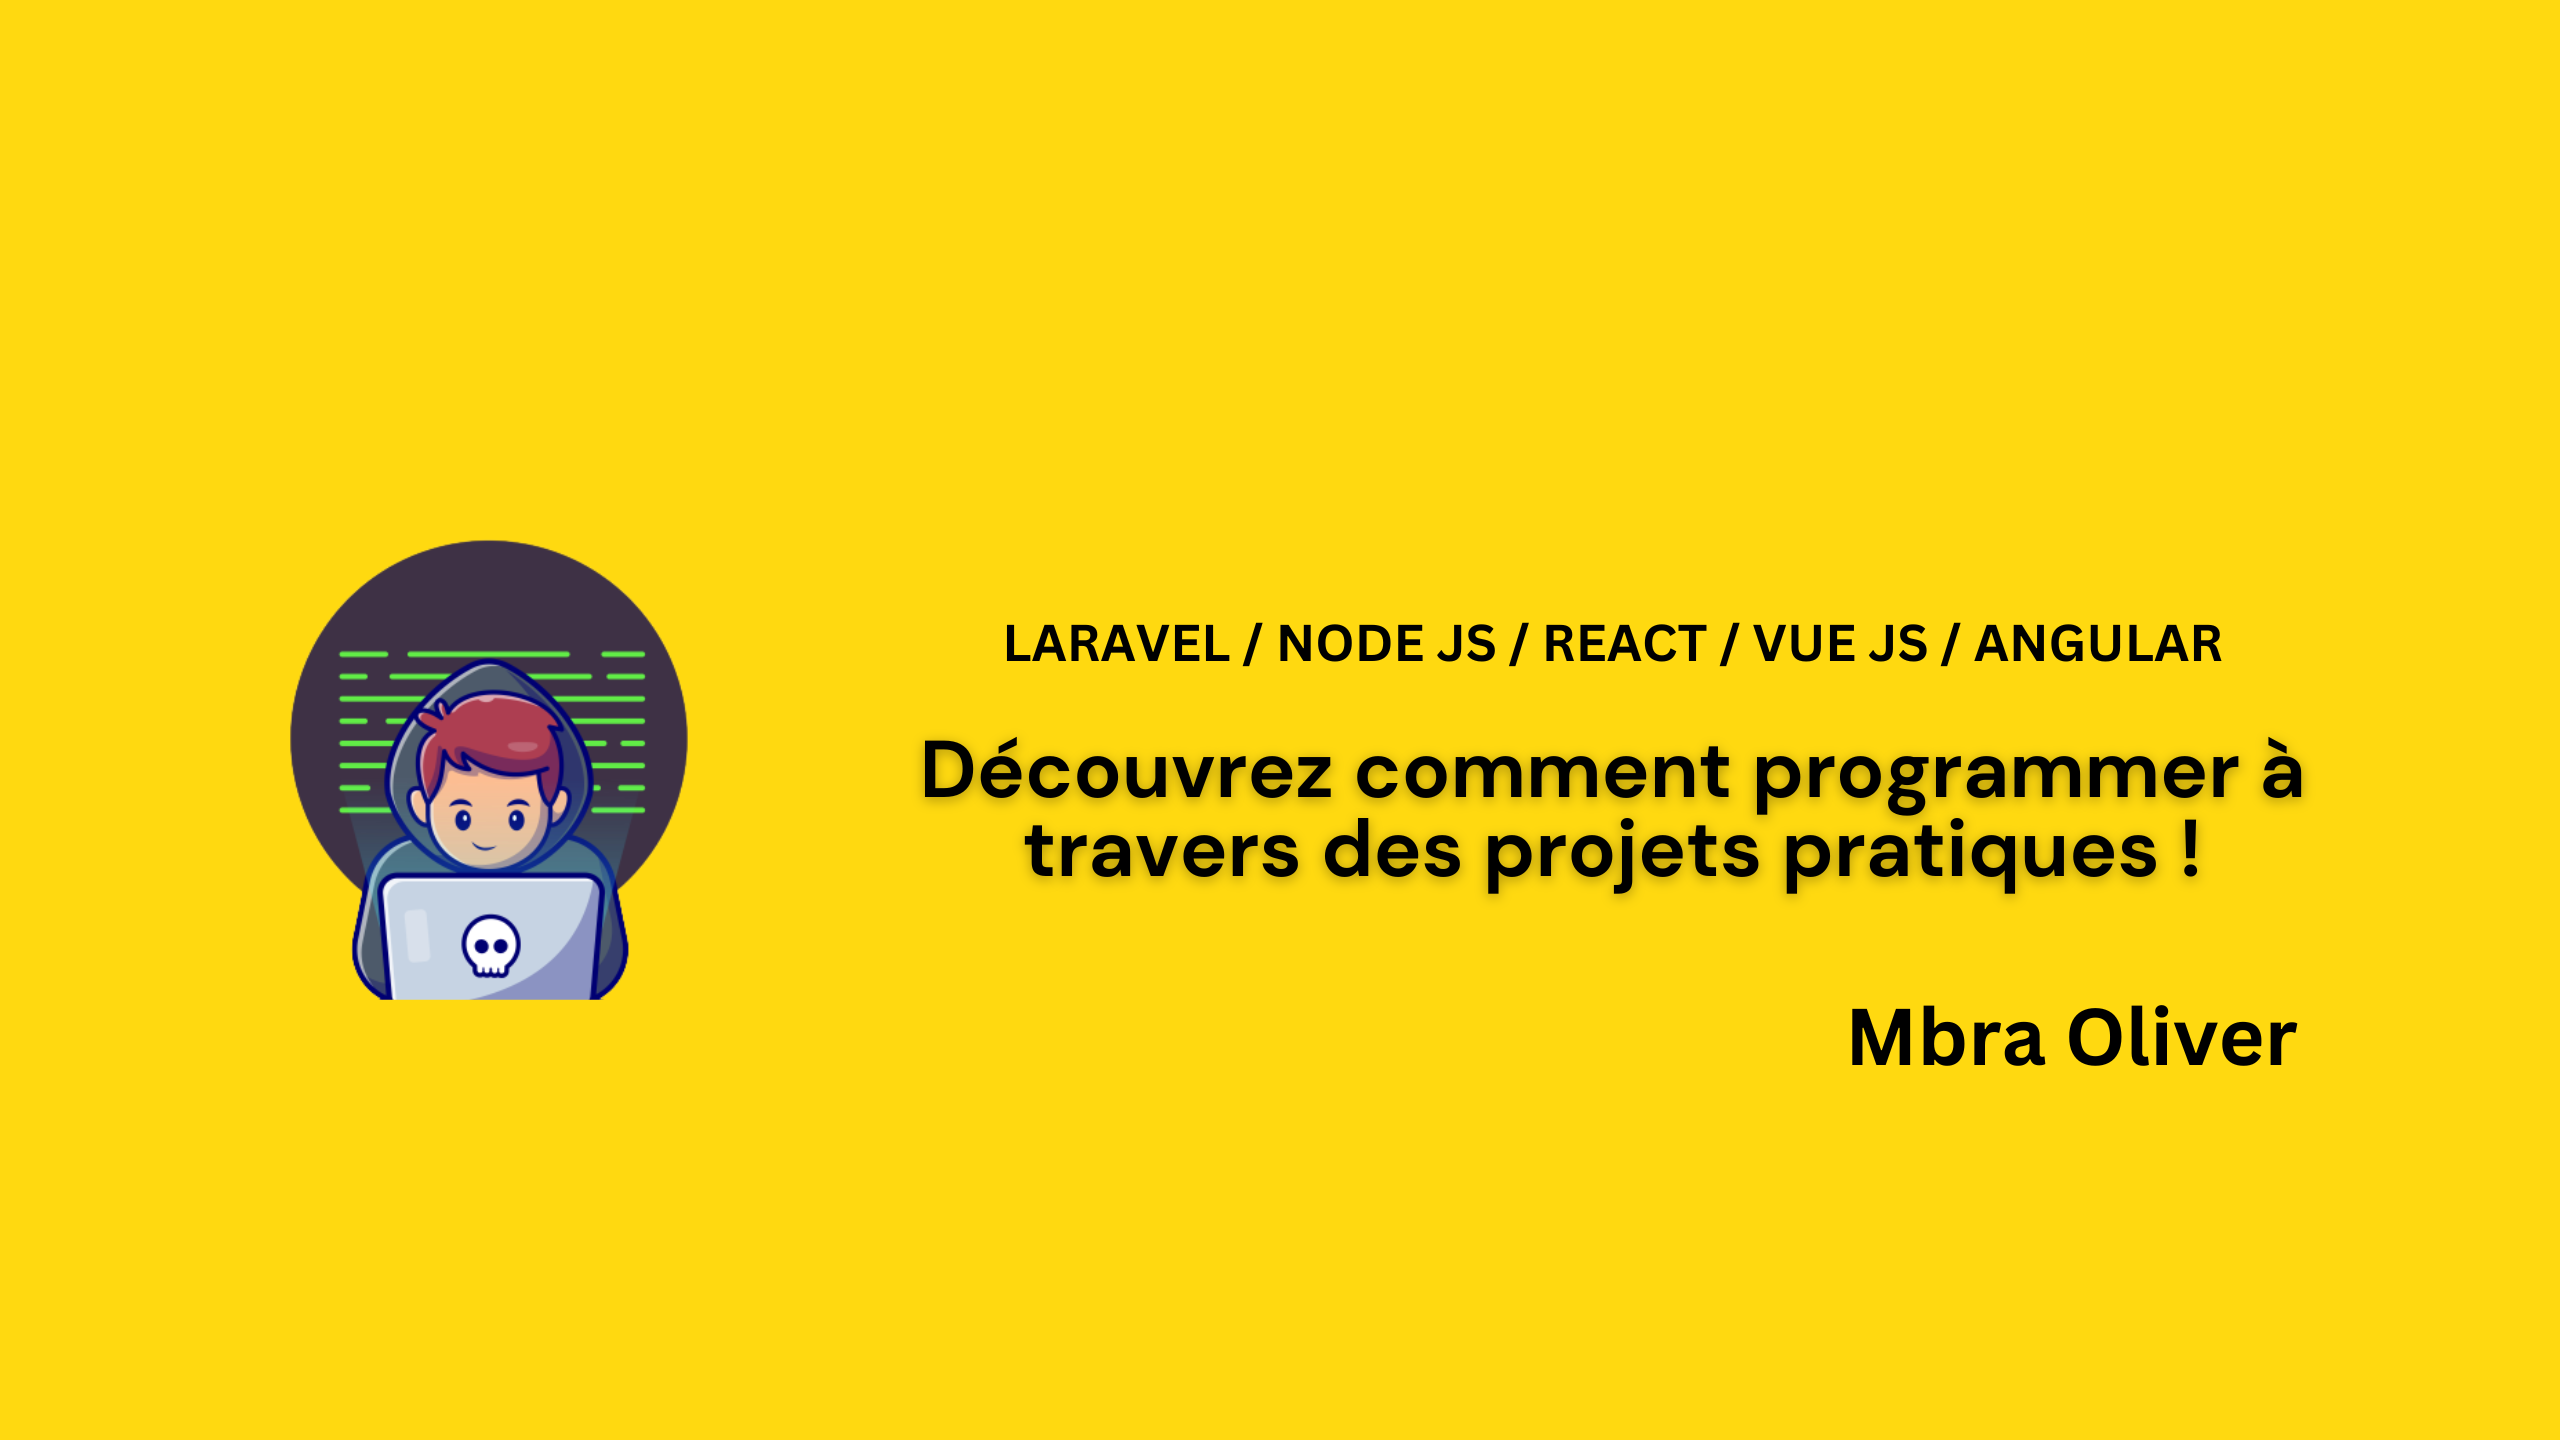 LARAVEL / NODE JS / REACT / VUE JS / ANGULAR
Découvrez comment programmer à
travers des projets pratiques !
Mbra Oliver